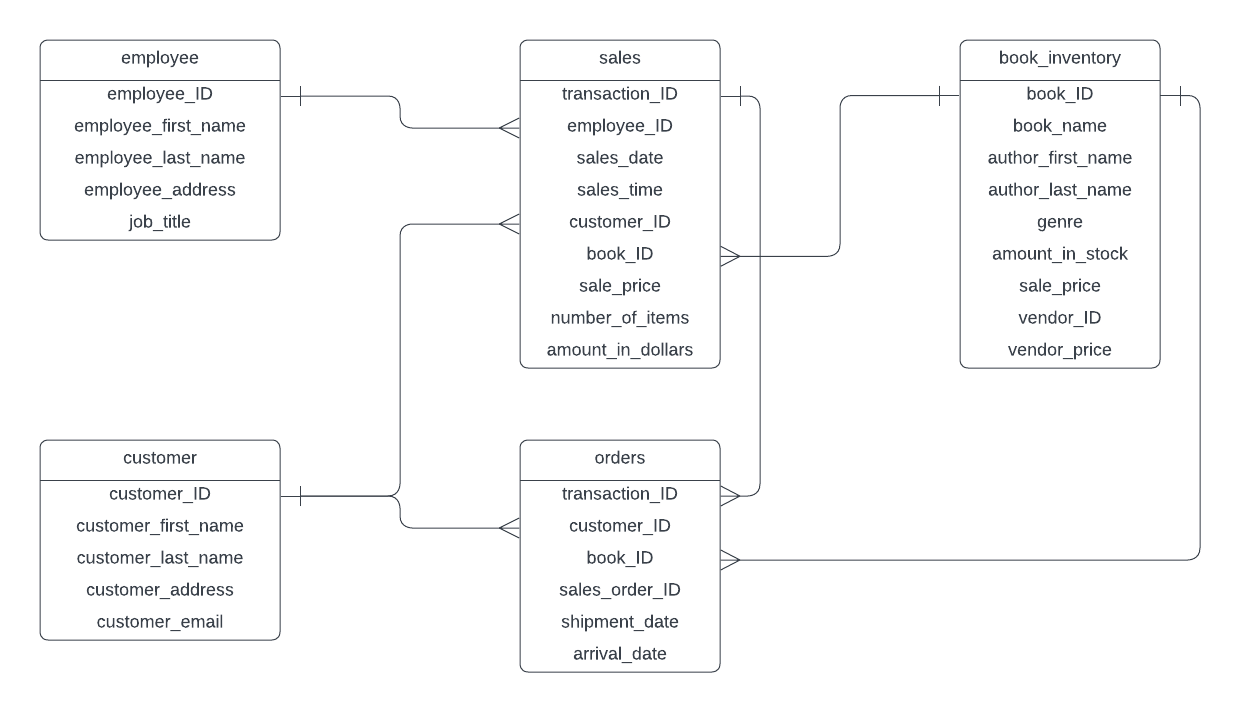 employee
employee_ID
employee_first_name
employee_last_name
employee_address
job_title
sales
transaction_ID
employee_ID
sales_date
sales_time
customer_ID
book_ID
sale_price
number_of_items
amount_in_dollars
book_inventory
book_ID
book_name
author_first_name
author_last_name
genre
amount_in_stock
sale_price
vendor_ID
vendor_price
customer
customer_ID
customer_first_name
customer_last_name
customer_address
customer_email
orders
transaction_ID
customer_ID
book_ID
sales_order_ID
shipment_date
arrival_date